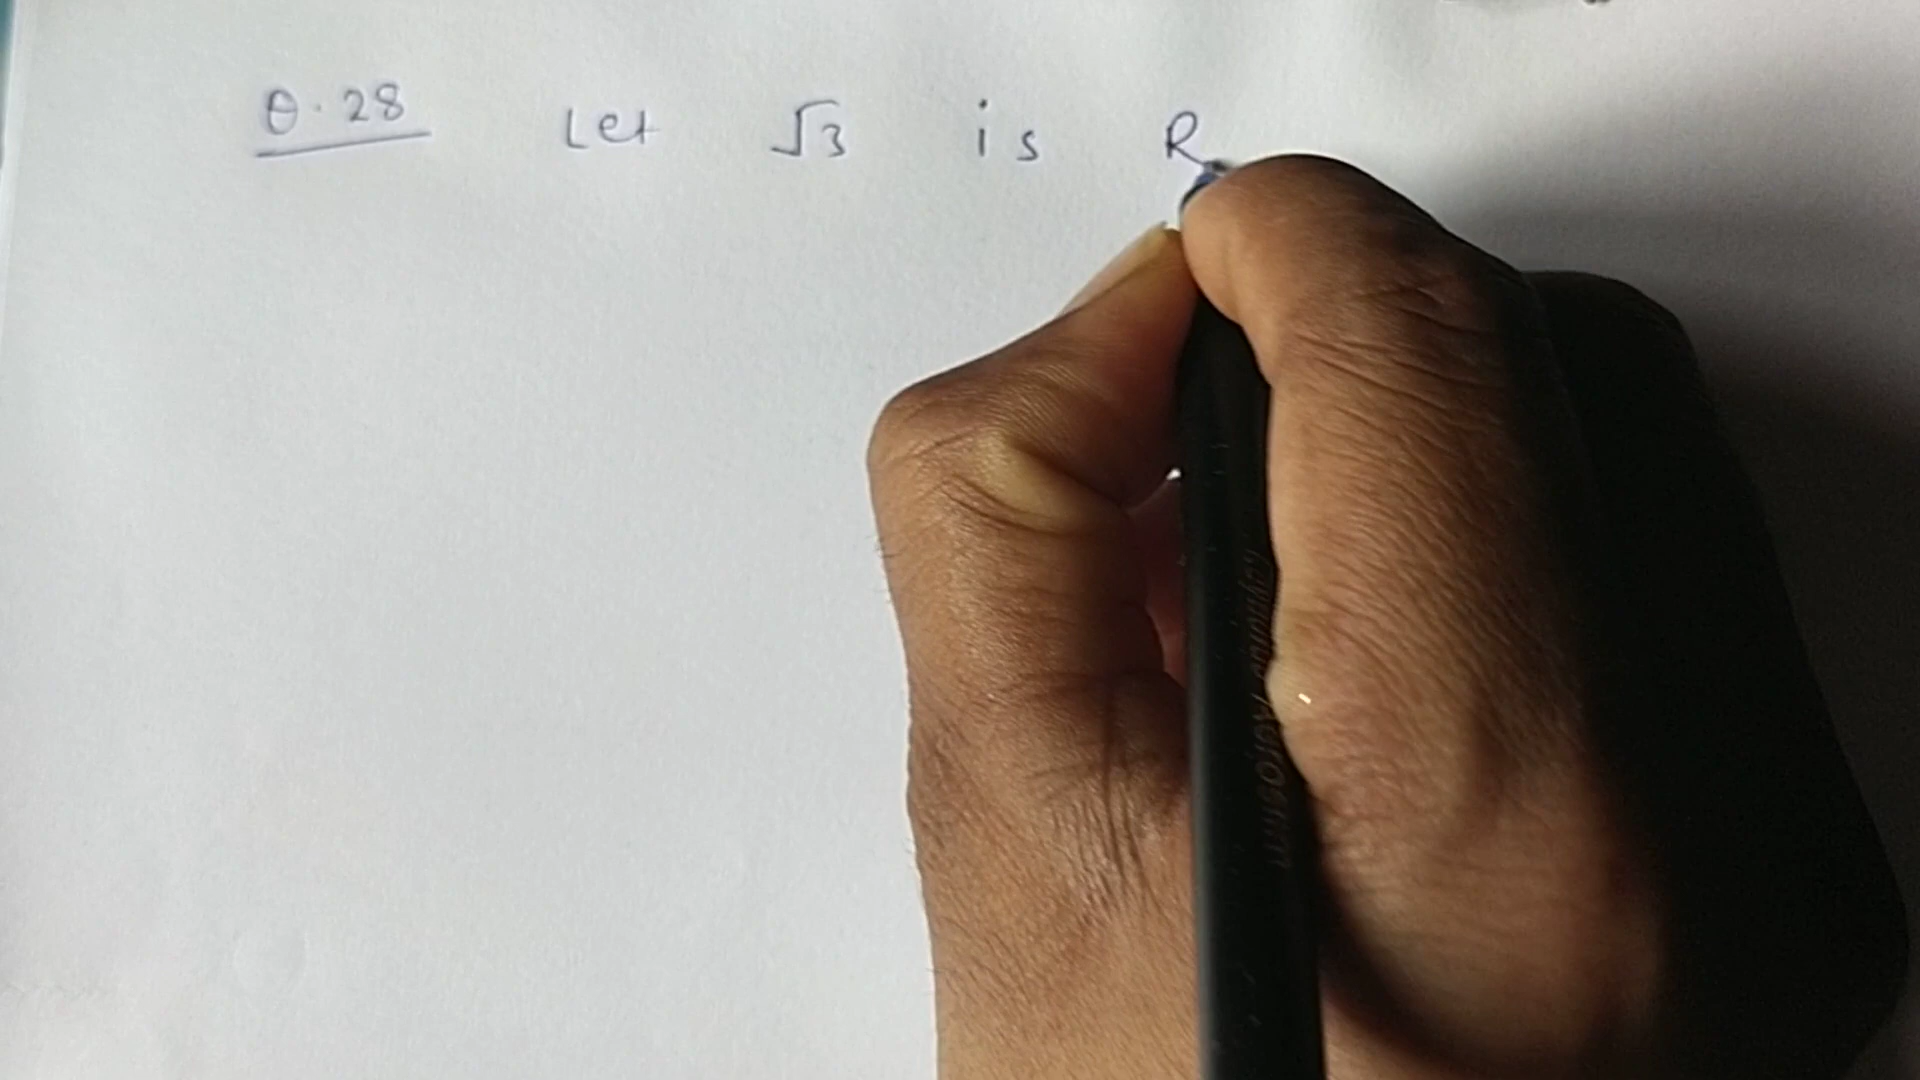 Q.28 Let √3 is R